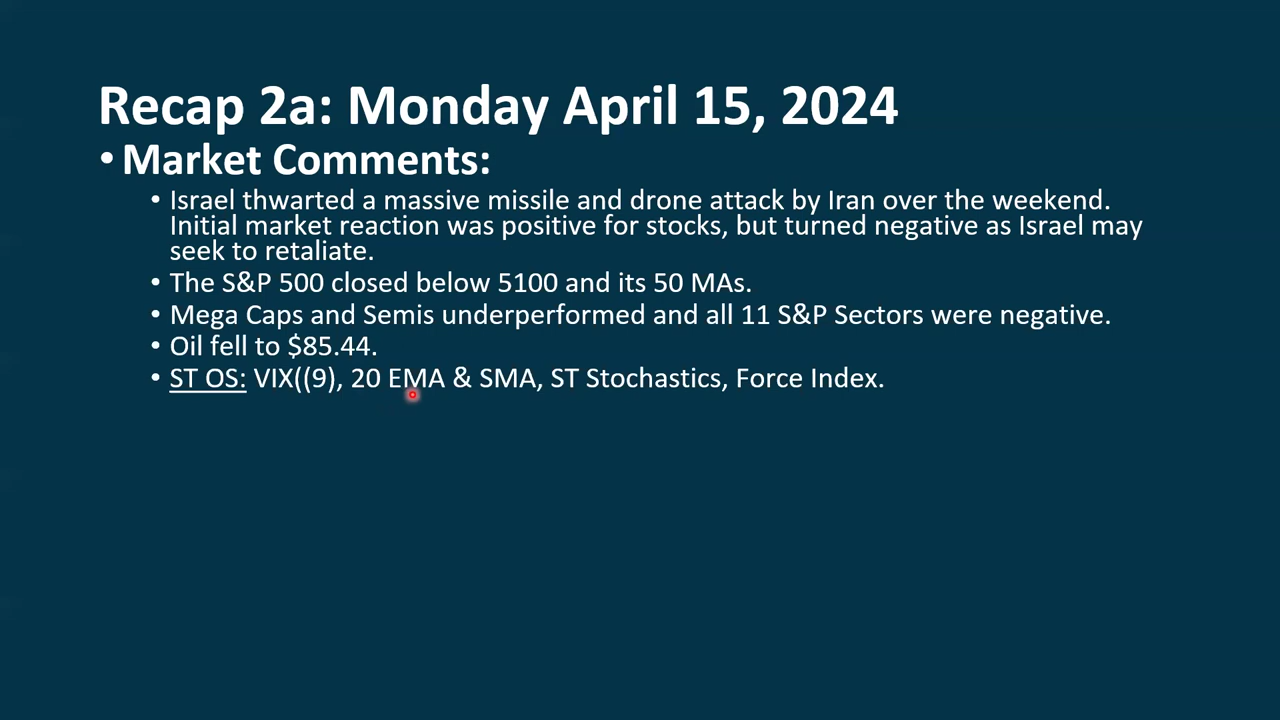 Recap 2a: Monday April 15, 2024
• Market Comments:
• Israel thwarted a massive missile and drone attack by Iran over the weekend.
Initial market reaction was positive for stocks, but turned negative as Israel may
seek to retaliate.
• The S&P 500 closed below 5100 and its 50 MAs.
• Mega Caps and Semis underperformed and all 11 S&P Sectors were negative.
• Oil fell to $85.44.
• ST OS: VIX((9), 20 EMA & SMA, ST Stochastics, Force Index.